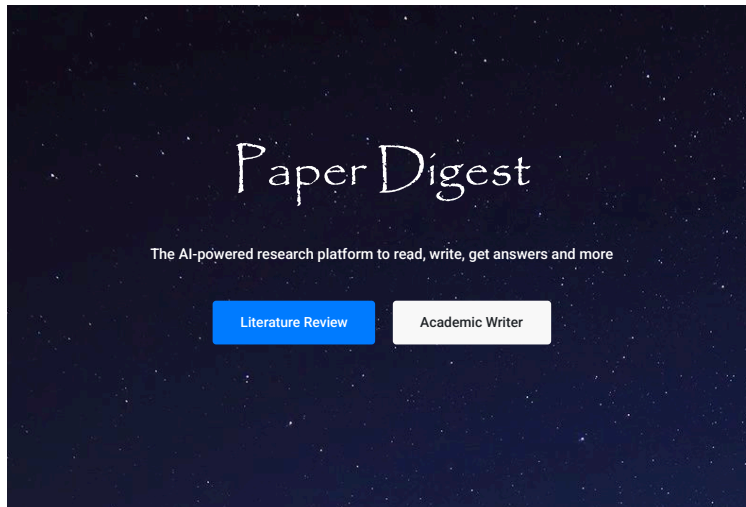 Paper Digest
The AI-powered research platform to read, write, get answers and more
Literature Review
Academic Writer